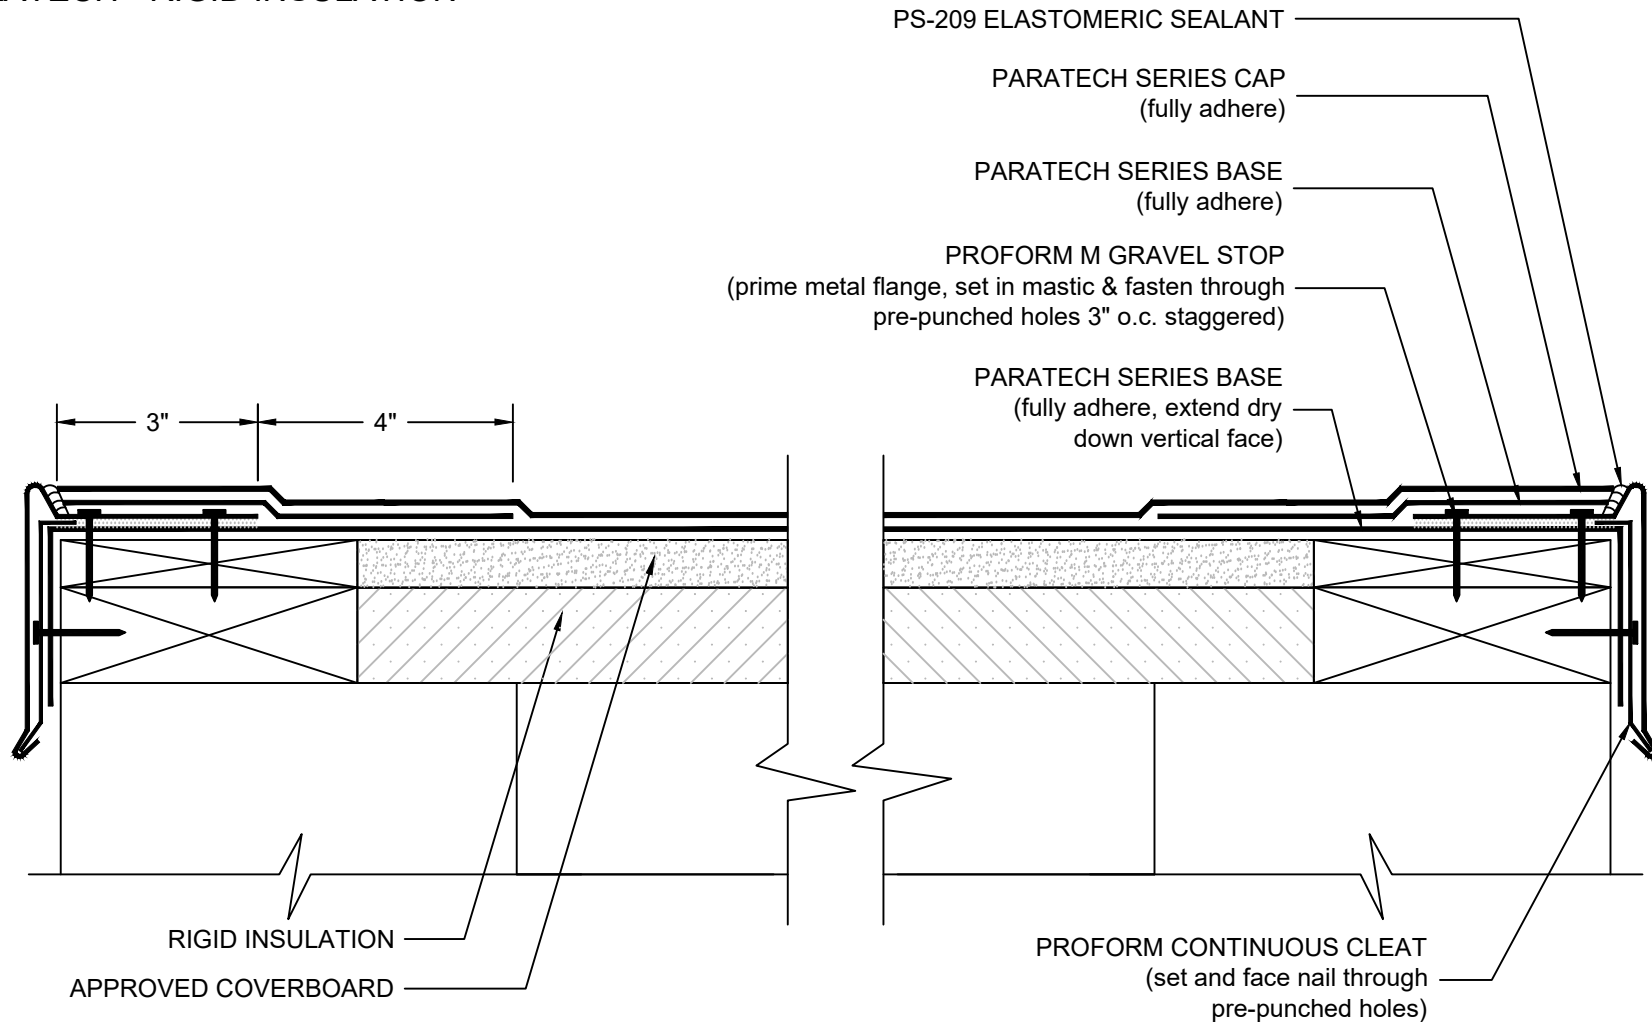 RIGID INSULATION
PS-209 ELASTOMERIC SEALANT
PARATECH SERIES CAP
(fully adhere)
PARATECH SERIES BASE
(fully adhere)
PROFORM M GRAVEL STOP
(prime metal flange, set in mastic & fasten through
pre-punched holes 3" o.c. staggered)
PARATECH SERIES BASE
(fully adhere, extend dry
down vertical face)
3"
4"
RIGID INSULATION
APPROVED COVERBOARD
PROFORM CONTINUOUS CLEAT
(set and face nail through
pre-punched holes)